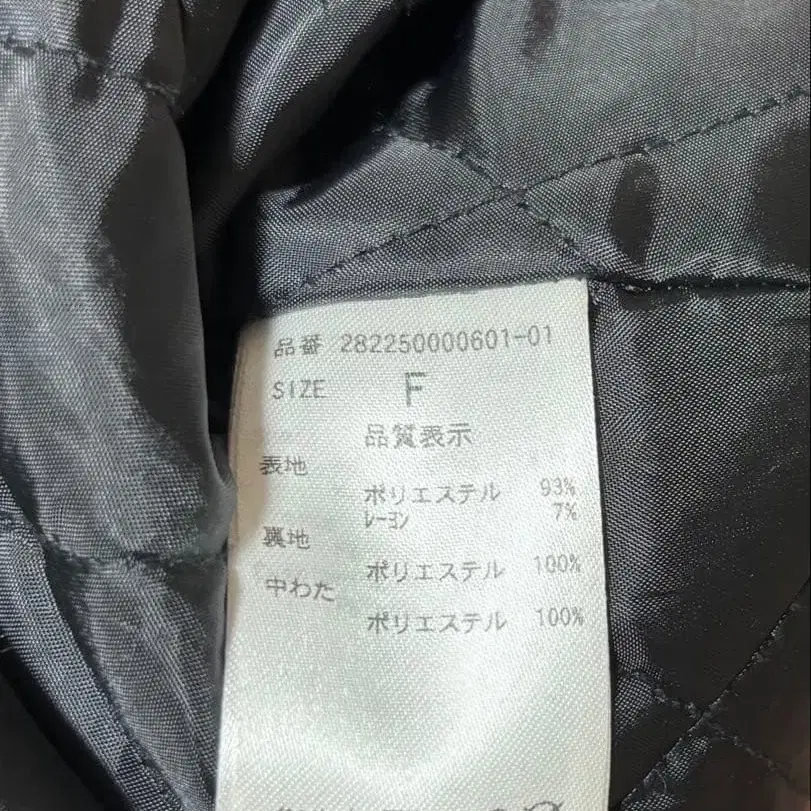 品番 282250000601-01
SIZE F
品質表示
表地
ポリエステル 93%
レーヨン 7%
裏地
ポリエステル 100%
中わた
ポリエステル 100%